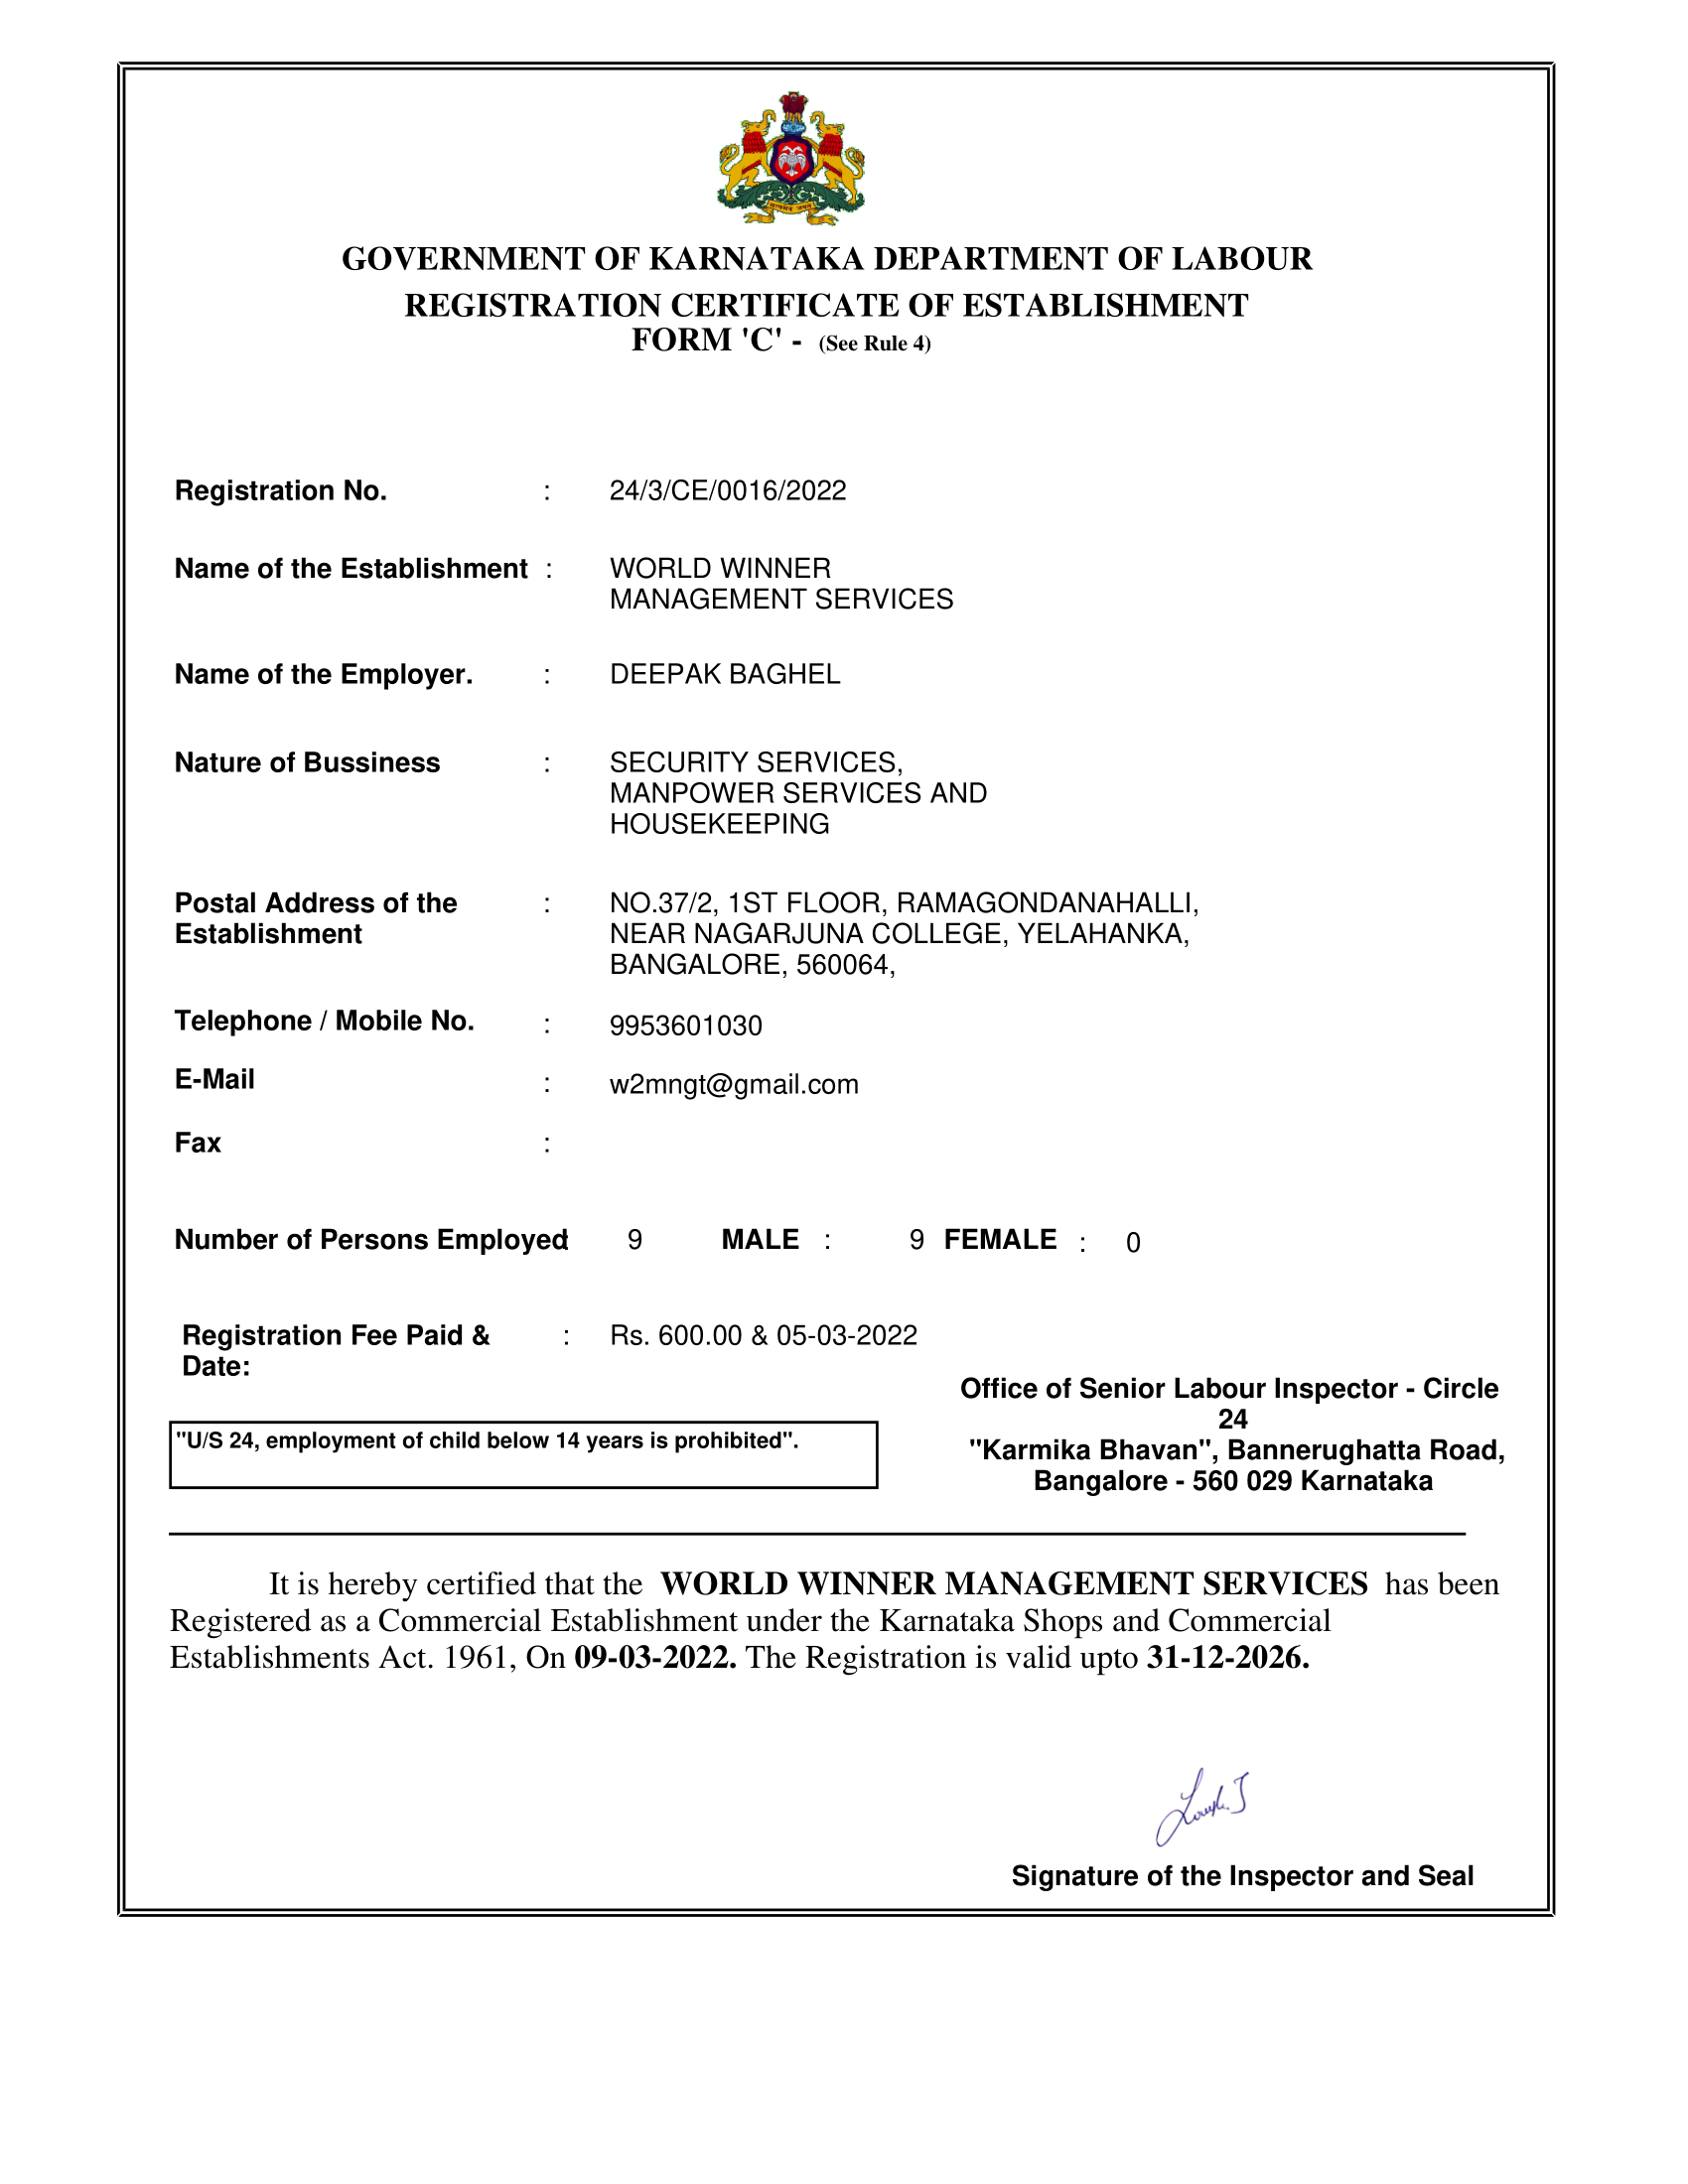 GOVERNMENT OF KARNATAKA DEPARTMENT OF LABOUR
REGISTRATION CERTIFICATE OF ESTABLISHMENT
FORM 'C' - (See Rule 4)
Registration No. : 24/3/CE/0016/2022
Name of the Establishment : WORLD WINNER
MANAGEMENT SERVICES
Name of the Employer. : DEEPAK BAGHEL
Nature of Bussiness : SECURITY SERVICES,
MANPOWER SERVICES AND
HOUSEKEEPING
Postal Address of the : NO.37/2, 1ST FLOOR, RAMAGONDANAHALLI,
Establishment NEAR NAGARJUNA COLLEGE, YELAHANKA,
BANGALORE, 560064,
Telephone / Mobile No. : 9953601030
E-Mail : w2mngt@gmail.com
Fax :
Number of Persons Employed : 9 MALE : 9 FEMALE : 0
Registration Fee Paid & : Rs. 600.00 & 05-03-2022
Date:
Office of Senior Labour Inspector - Circle
24
"Karmika Bhavan", Bannerughatta Road,
Bangalore - 560 029 Karnataka
"U/S 24, employment of child below 14 years is prohibited".
It is hereby certified that the WORLD WINNER MANAGEMENT SERVICES has been
Registered as a Commercial Establishment under the Karnataka Shops and Commercial
Establishments Act. 1961, On 09-03-2022. The Registration is valid upto 31-12-2026.
Signature of the Inspector and Seal